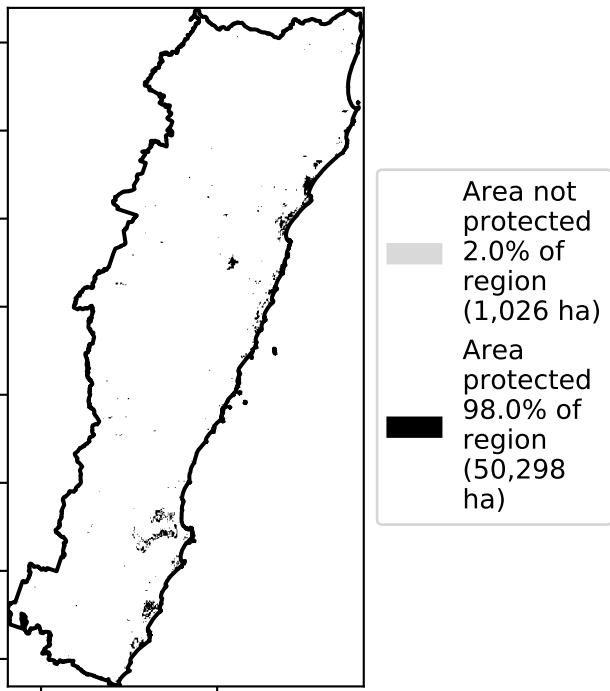 Area not
protected
2.0% of
region
(1,026 ha)
Area
protected
98.0% of
region
(50,298
ha)